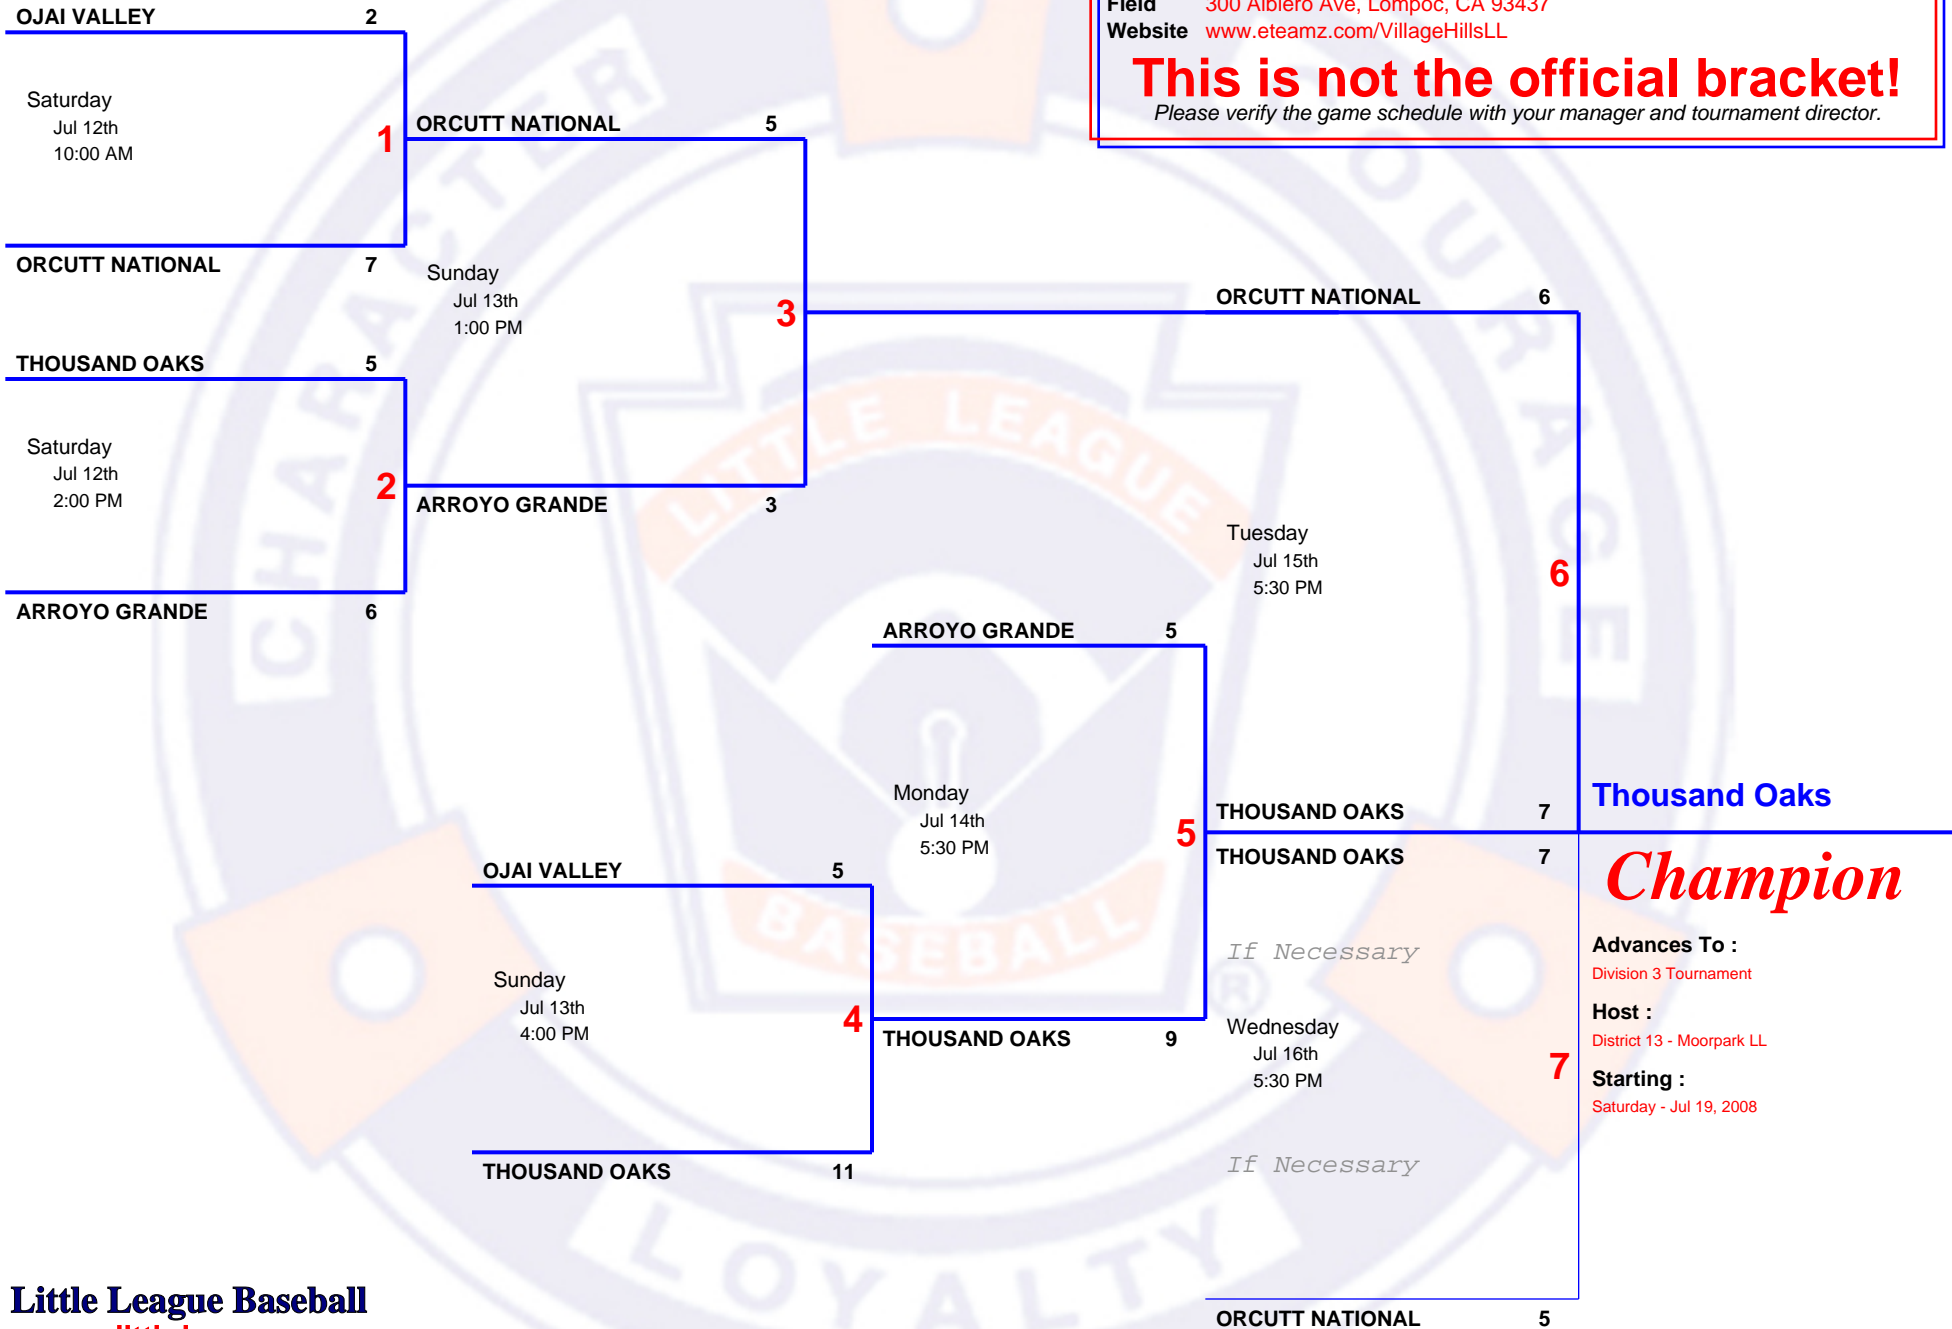 OJAI VALLEY 2
Saturday
Jul 12th
10:00 AM
1
ORCUTT NATIONAL 7
THOUSAND OAKS 5
Saturday
Jul 12th
2:00 PM
2
ARROYO GRANDE 6
ORCUTT NATIONAL 5
Sunday
Jul 13th
1:00 PM
3
ARROYO GRANDE 3
OJAI VALLEY 5
Sunday
Jul 13th
4:00 PM
4
THOUSAND OAKS 11
ARROYO GRANDE 5
Monday
Jul 14th
5:30 PM
5
THOUSAND OAKS 9
Field 300 Albiero Ave, Lompoc, CA 93437
Website www.eteamz.com/VillageHillsLL
This is not the official bracket!
Please verify the game schedule with your manager and tournament director.
ORCUTT NATIONAL 6
Tuesday
Jul 15th
5:30 PM
6
THOUSAND OAKS 7
THOUSAND OAKS 7
If Necessary
Wednesday
Jul 16th
5:30 PM
7
If Necessary
ORCUTT NATIONAL 5
Thousand Oaks
Champion
Advances To :
Division 3 Tournament
Host :
District 13 - Moorpark LL
Starting :
Saturday - Jul 19, 2008
CHARACTER
COURAGE
LOYALTY
LITTLE LEAGUE
BASEBALL
®
Little League Baseball